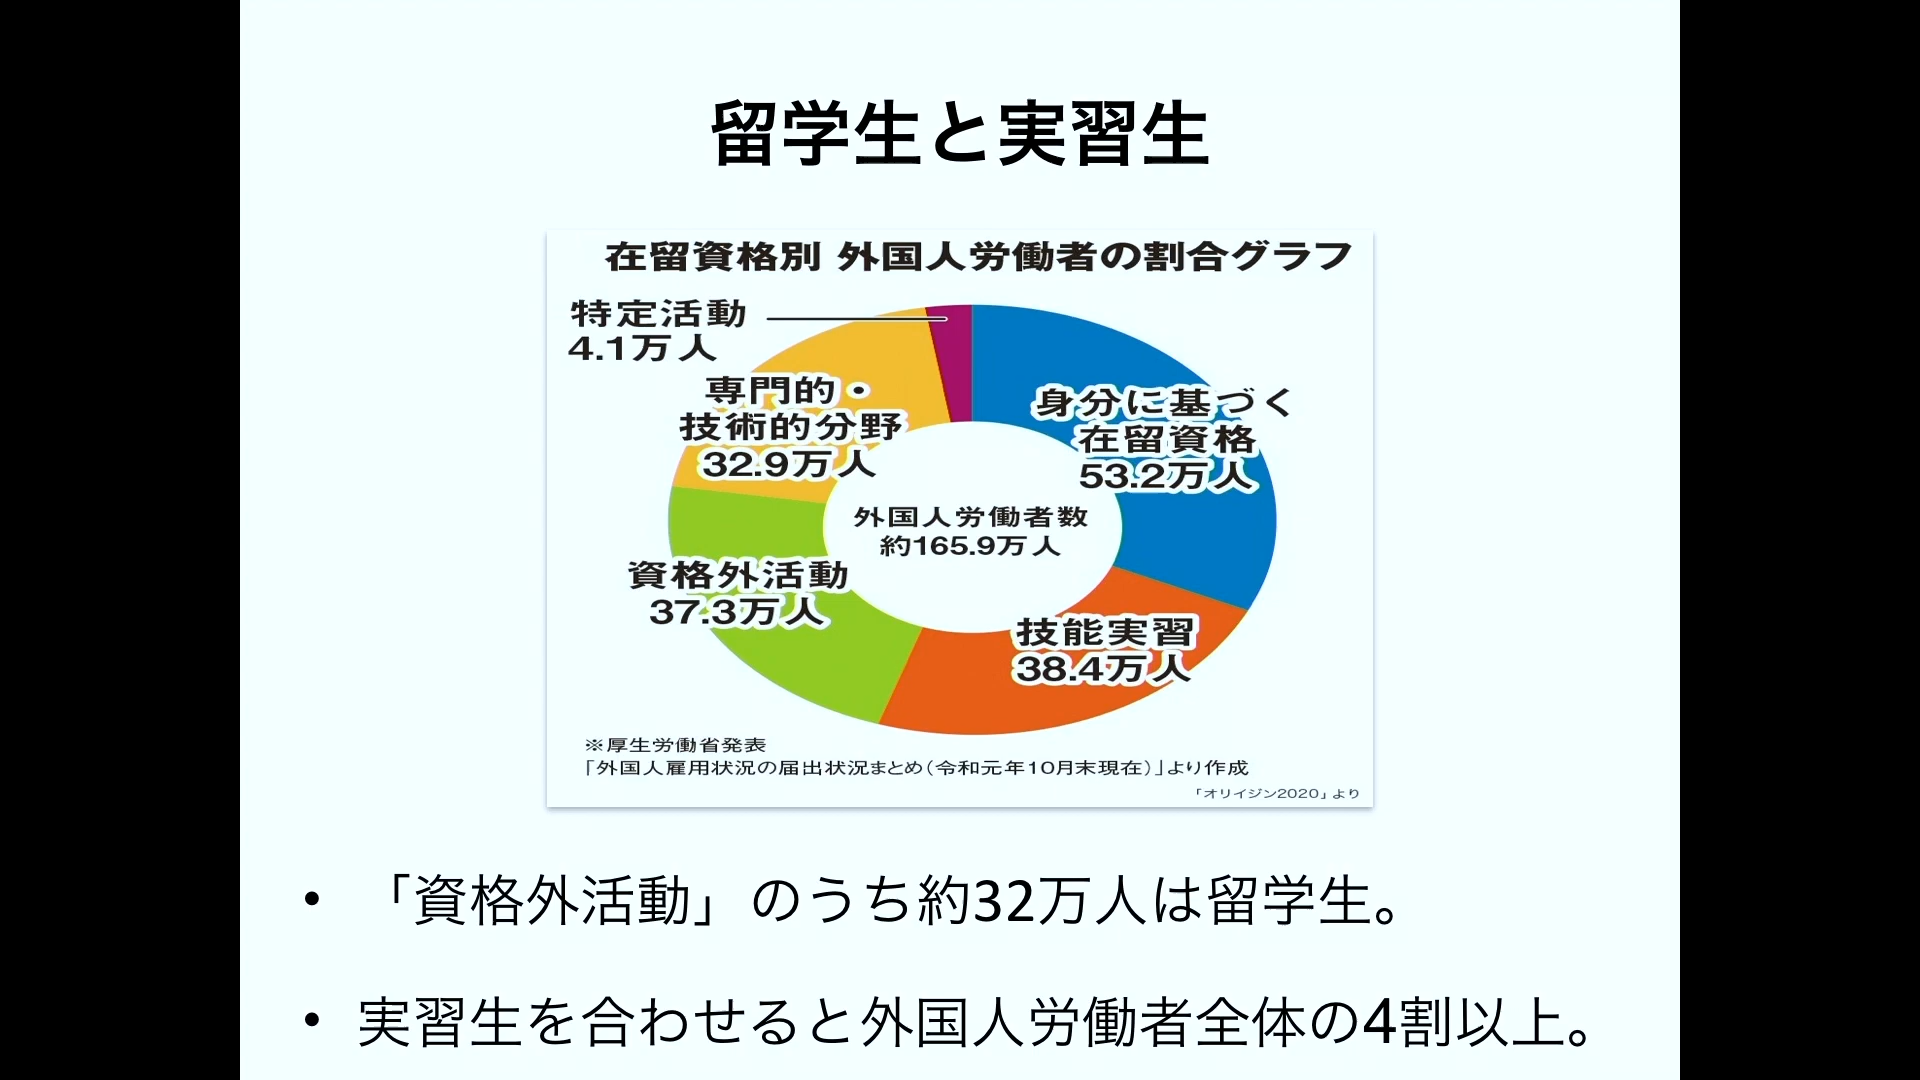 留学生と実習生
在留資格別 外国人労働者の割合グラフ
特定活動
4.1万人
専門的・
技術的分野
32.9万人
身分に基づく
在留資格
53.2万人
外国人労働者数
約165.9万人
資格外活動
37.3万人
技能実習
38.4万人
※厚生労働省発表
「外国人雇用状況の届出状況まとめ(令和元年10月末現在)」より作成
「オリイジン2020」より
• 「資格外活動」のうち約32万人は留学生。
• 実習生を合わせると外国人労働者全体の4割以上。